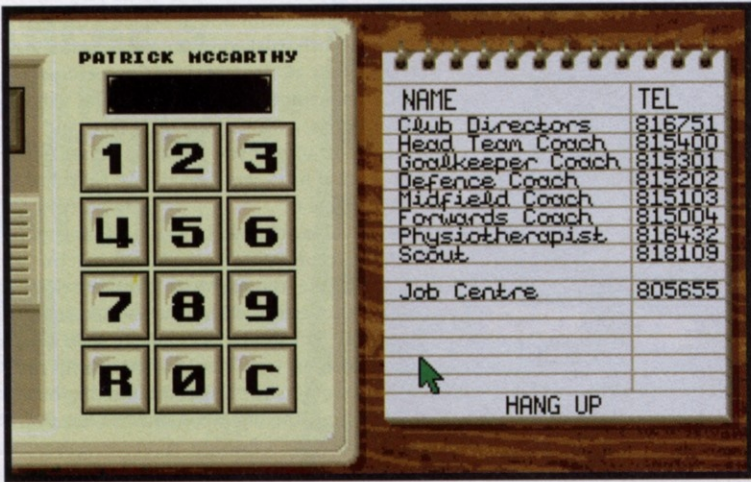 PATRICK MCCARTHY
1 2 3
4 5 6
7 8 9
R 0 C
NAME TEL
Club Directors 816751
Head Team Coach 815400
Goalkeeper Coach 815301
Defence Coach 815202
Midfield Coach 815103
Forwards Coach 815004
Physiotherapist 816432
Scout 818109
Job Centre 805655
HANG UP